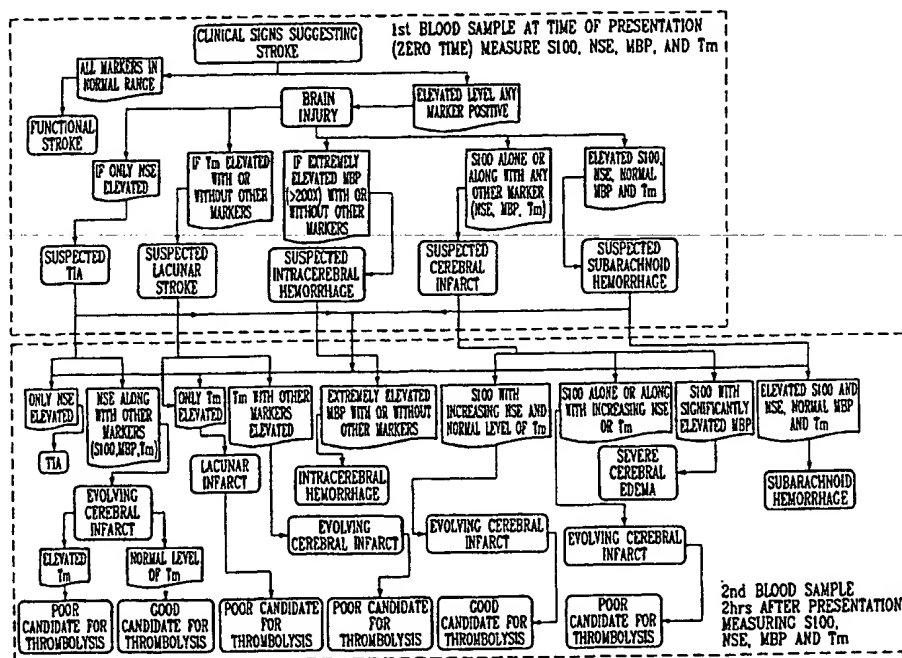 CLINICAL SIGNS SUGGESTING
STROKE
1st BLOOD SAMPLE AT TIME OF PRESENTATION
(ZERO TIME) MEASURE S100, NSE, MBP, AND Tm
ALL MARKERS IN
NORMAL RANGE
BRAIN
INJURY
ELEVATED LEVEL ANY
MARKER POSITIVE
FUNCTIONAL
STROKE
IF ONLY NSE
ELEVATED
IF Tm ELEVATED
WITH OR
WITHOUT OTHER
MARKERS
IF EXTREMELY
ELEVATED MBP
(>200X) WITH OR
WITHOUT OTHER
MARKERS
S100 ALONE OR
ALONG WITH ANY
OTHER MARKER
(NSE, MBP, Tm)
ELEVATED S100,
NSE, NORMAL
MBP AND Tm
SUSPECTED
TIA
SUSPECTED
LACUNAR
STROKE
SUSPECTED
INTRACEREBRAL
HEMORRHAGE
SUSPECTED
CEREBRAL
INFARCT
SUSPECTED
SUBARACHNOID
HEMORRHAGE
ONLY NSE
ELEVATED
NSE ALONG
WITH OTHER
MARKERS
(S100,MBP,Tm)
ONLY Tm
ELEVATED
Tm WITH OTHER
MARKERS
ELEVATED
EXTREMELY ELEVATED
MBP WITH OR WITHOUT
OTHER MARKERS
S100 WITH
INCREASING NSE AND
NORMAL LEVEL OF Tm
S100 ALONE OR ALONG
WITH INCREASING NSE
OR Tm
S100 WITH
SIGNIFICANTLY
ELEVATED MBP
ELEVATED S100 AND
NSE, NORMAL MBP
AND Tm
TIA
LACUNAR
INFARCT
INTRACEREBRAL
HEMORRHAGE
SEVERE
CEREBRAL
EDEMA
SUBARACHNOID
HEMORRHAGE
EVOLVING
CEREBRAL
INFARCT
EVOLVING
CEREBRAL INFARCT
EVOLVING CEREBRAL
INFARCT
EVOLVING CEREBRAL
INFARCT
ELEVATED
Tm
NORMAL LEVEL
OF Tm
POOR
CANDIDATE FOR
THROMBOLYSIS
GOOD
CANDIDATE FOR
THROMBOLYSIS
POOR CANDIDATE
FOR
THROMBOLYSIS
POOR CANDIDATE
FOR
THROMBOLYSIS
GOOD
CANDIDATE FOR
THROMBOLYSIS
POOR
CANDIDATE FOR
THROMBOLYSIS
2nd BLOOD SAMPLE
2hrs AFTER PRESENTATION
MEASURING S100,
NSE, MBP AND Tm